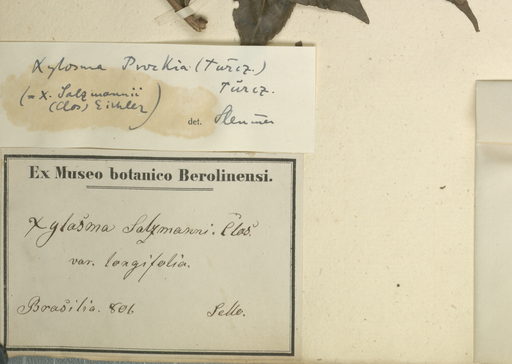 Xylosma Prockia (Turcz.)
Turcz.
(= X. Salzmannii
(Clos) Eichler)
det. Sleumer
Ex Museo botanico Berolinensi.
Xylosma Salzmanni. Clos.
var. longifolia.
Brasilia. 806 Sello.